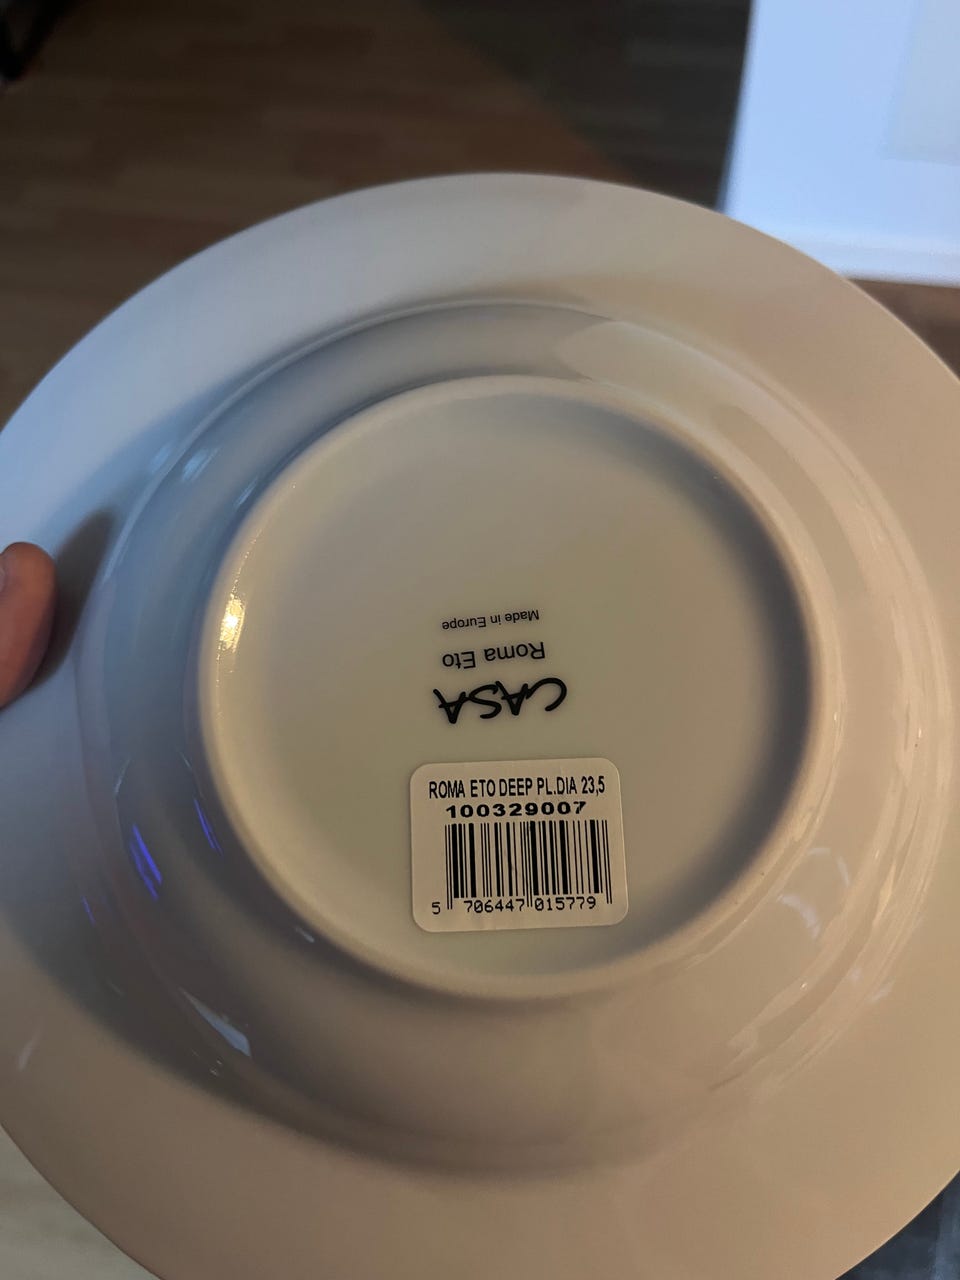 CASA
Roma Eto
Made in Europe
ROMA ETO DEEP PL.DIA 23,5
100329007
5 706447 015779